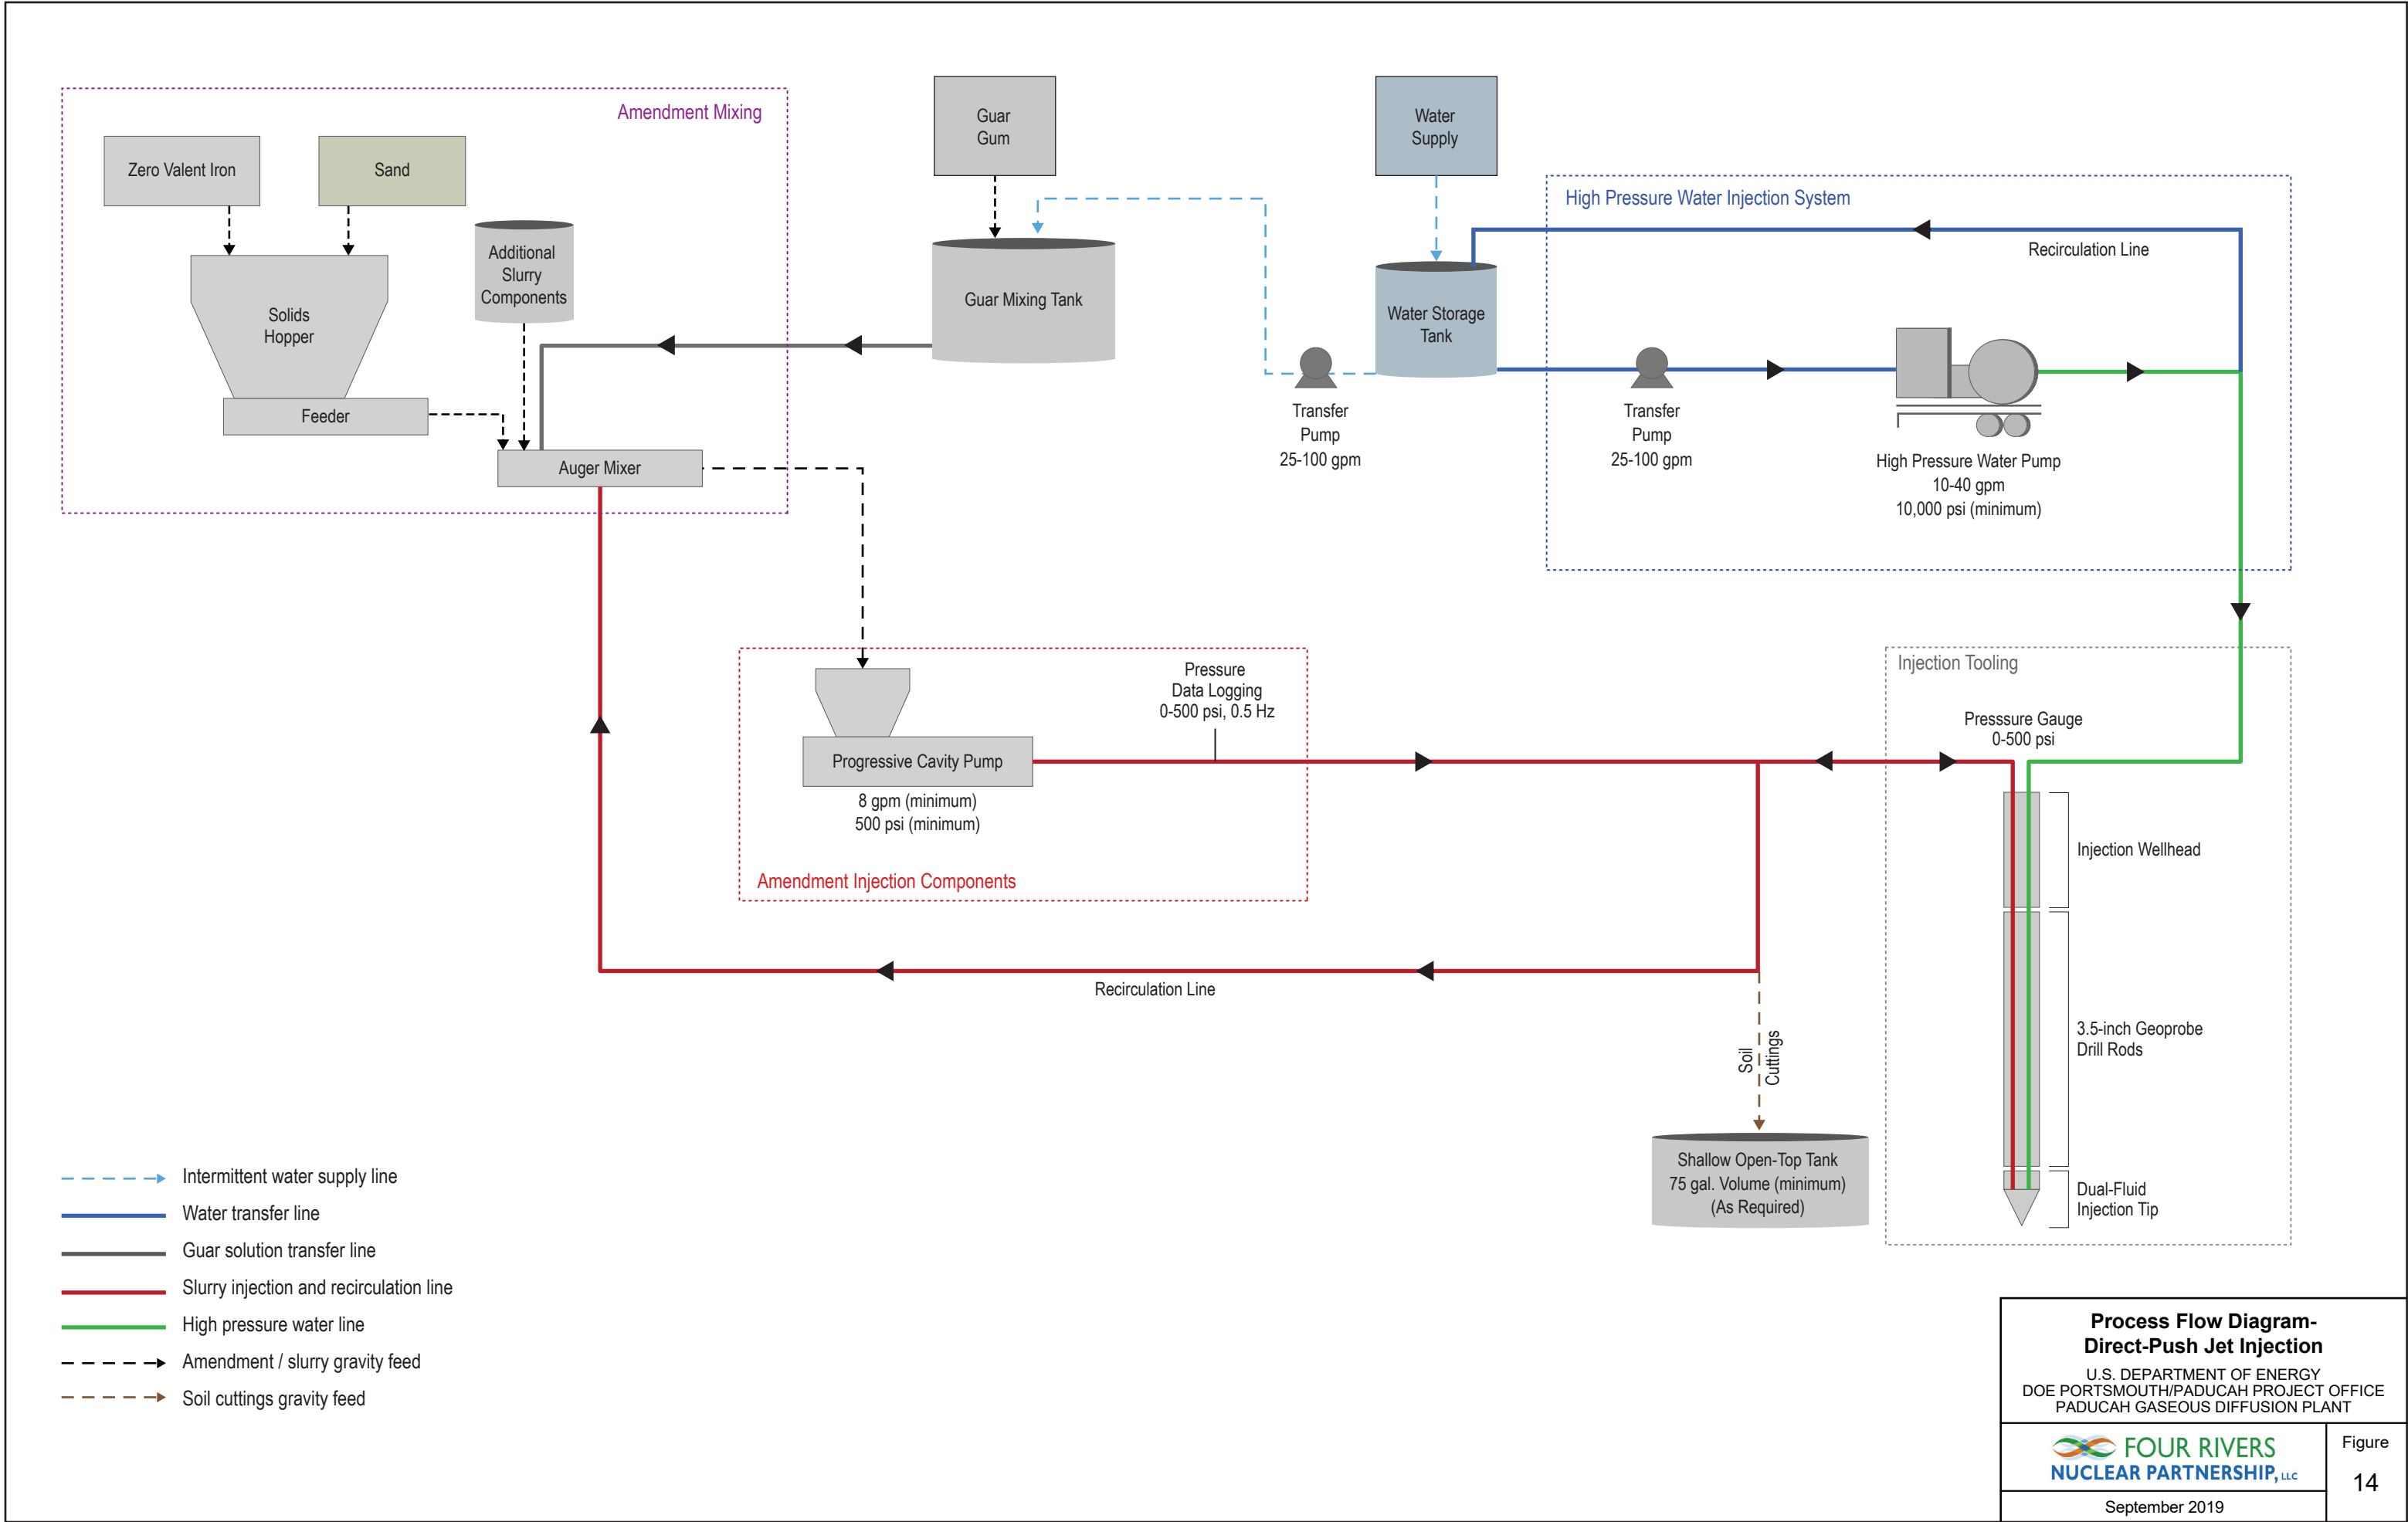 Amendment Mixing
Zero Valent Iron
Sand
Additional
Slurry
Components
Solids
Hopper
Feeder
Auger Mixer
Guar
Gum
Guar Mixing Tank
Water
Supply
Water Storage
Tank
Transfer
Pump
25-100 gpm
High Pressure Water Injection System
Recirculation Line
Transfer
Pump
25-100 gpm
High Pressure Water Pump
10-40 gpm
10,000 psi (minimum)
Pressure
Data Logging
0-500 psi, 0.5 Hz
Progressive Cavity Pump
8 gpm (minimum)
500 psi (minimum)
Amendment Injection Components
Recirculation Line
Injection Tooling
Presssure Gauge
0-500 psi
Injection Wellhead
3.5-inch Geoprobe
Drill Rods
Dual-Fluid
Injection Tip
Soil
Cuttings
Shallow Open-Top Tank
75 gal. Volume (minimum)
(As Required)
Intermittent water supply line
Water transfer line
Guar solution transfer line
Slurry injection and recirculation line
High pressure water line
Amendment / slurry gravity feed
Soil cuttings gravity feed
Process Flow Diagram-
Direct-Push Jet Injection
U.S. DEPARTMENT OF ENERGY
DOE PORTSMOUTH/PADUCAH PROJECT OFFICE
PADUCAH GASEOUS DIFFUSION PLANT
FOUR RIVERS
NUCLEAR PARTNERSHIP, LLC
September 2019
Figure
14